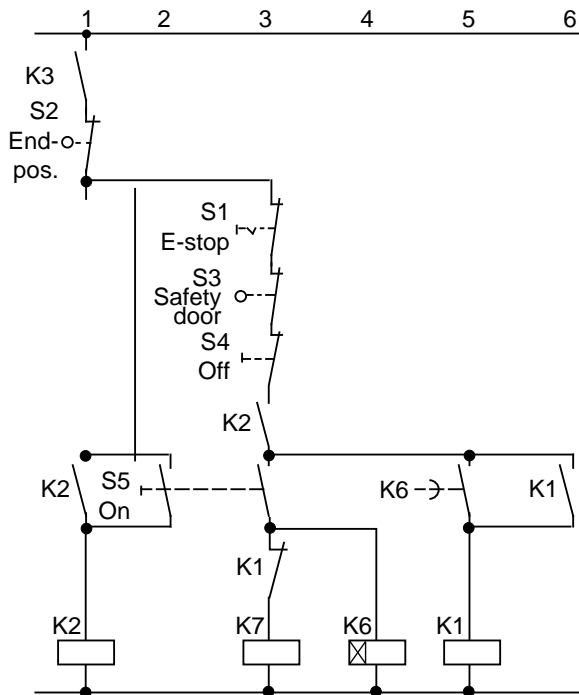 1 2 3 4 5 6
K3
S2
End-
pos.
S1
E-stop
S3
Safety
door
S4
Off
K2
K2 S5 K6 K1
On
K1
K2 K7 K6 K1